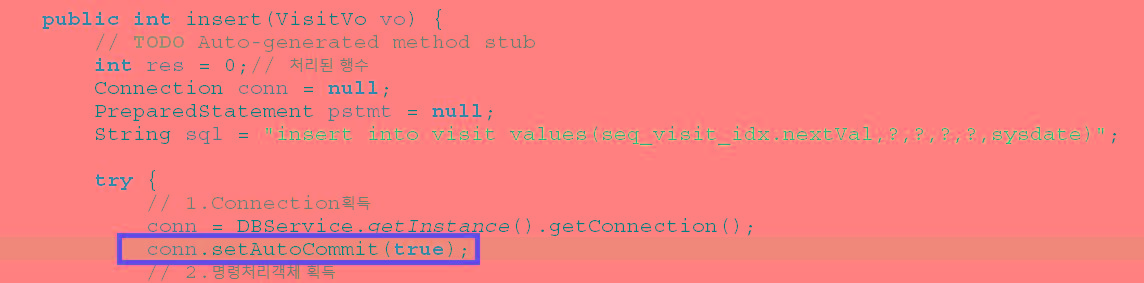 public int insert(VisitVo vo) {
// TODO Auto-generated method stub
int res = 0;// 처리된 행수
Connection conn = null;
PreparedStatement pstmt = null;
String sql = "insert into visit values(seq_visit_idx.nextVal,?,?,?,?,sysdate)";
try {
// 1.Connection획득
conn = DBService.getInstance().getConnection();
conn.setAutoCommit(true);
// 2.명령처리객체 획득